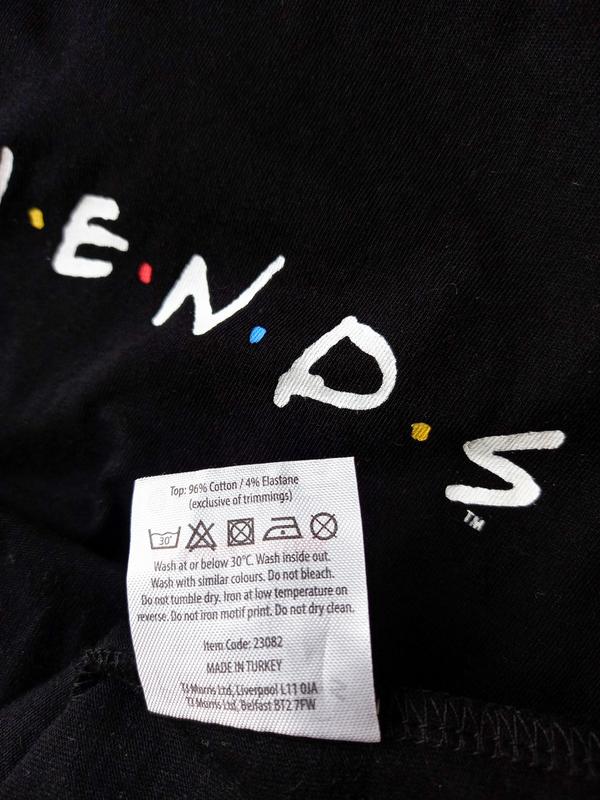 I.E.N.D.S
TM
Top: 96% Cotton / 4% Elastane
(exclusive of trimmings)
30°
Wash at or below 30°C. Wash inside out.
Wash with similar colours. Do not bleach.
Do not tumble dry. Iron at low temperature on
reverse. Do not iron motif print. Do not dry clean.
Item Code: 23082
MADE IN TURKEY
TJ Morris Ltd, Liverpool L11 0JA
TJ Morris Ltd, Belfast BT2 7FW